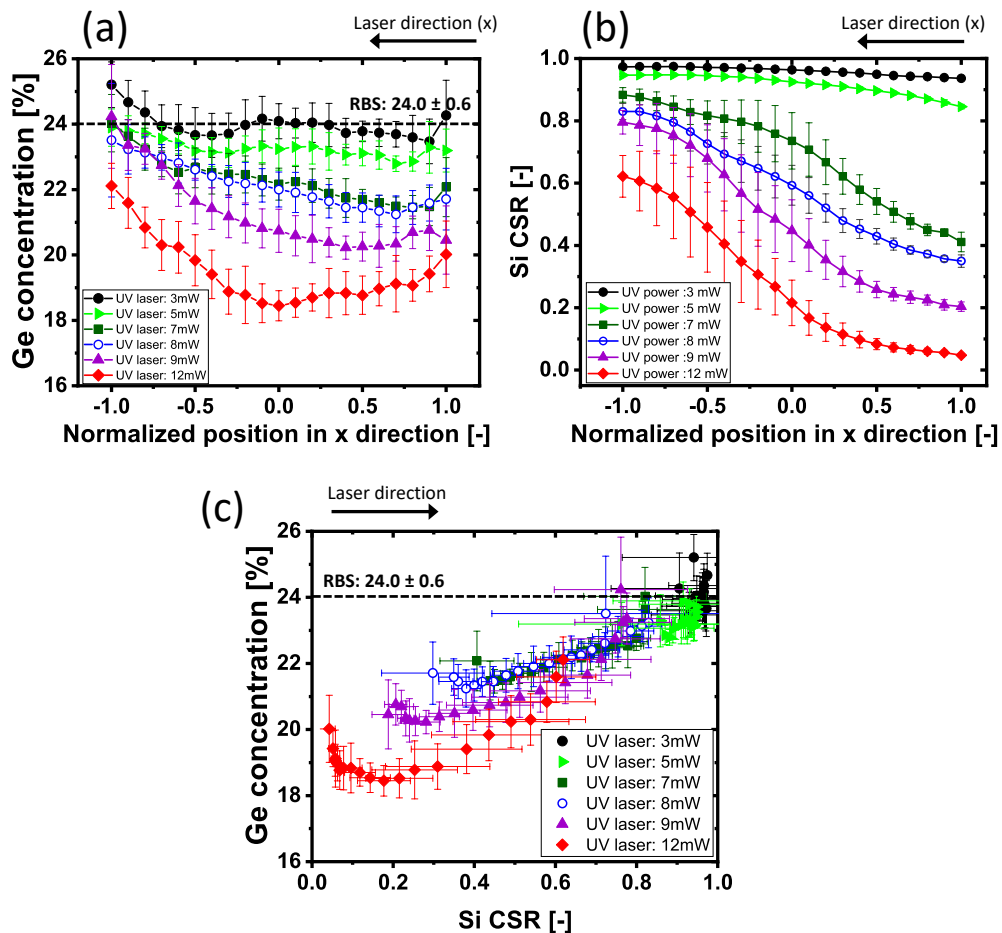 (a)
Laser direction (x)
26
24
22
20
18
16
Ge concentration [%]
RBS: 24.0 ± 0.6
UV laser: 3mW
UV laser: 5mW
UV laser: 7mW
UV laser: 8mW
UV laser: 9mW
UV laser: 12mW
-1.0 -0.5 0.0 0.5 1.0
Normalized position in x direction [-]
(b)
Laser direction (x)
1.0
0.8
0.6
0.4
0.2
0.0
Si CSR [-]
UV power :3 mW
UV power :5 mW
UV power :7 mW
UV power :8 mW
UV power :9 mW
UV power :12 mW
-1.0 -0.5 0.0 0.5 1.0
Normalized position in x direction [-]
(c)
Laser direction
26
24
22
20
18
16
Ge concentration [%]
RBS: 24.0 ± 0.6
UV laser: 3mW
UV laser: 5mW
UV laser: 7mW
UV laser: 8mW
UV laser: 9mW
UV laser: 12mW
0.0 0.2 0.4 0.6 0.8 1.0
Si CSR [-]